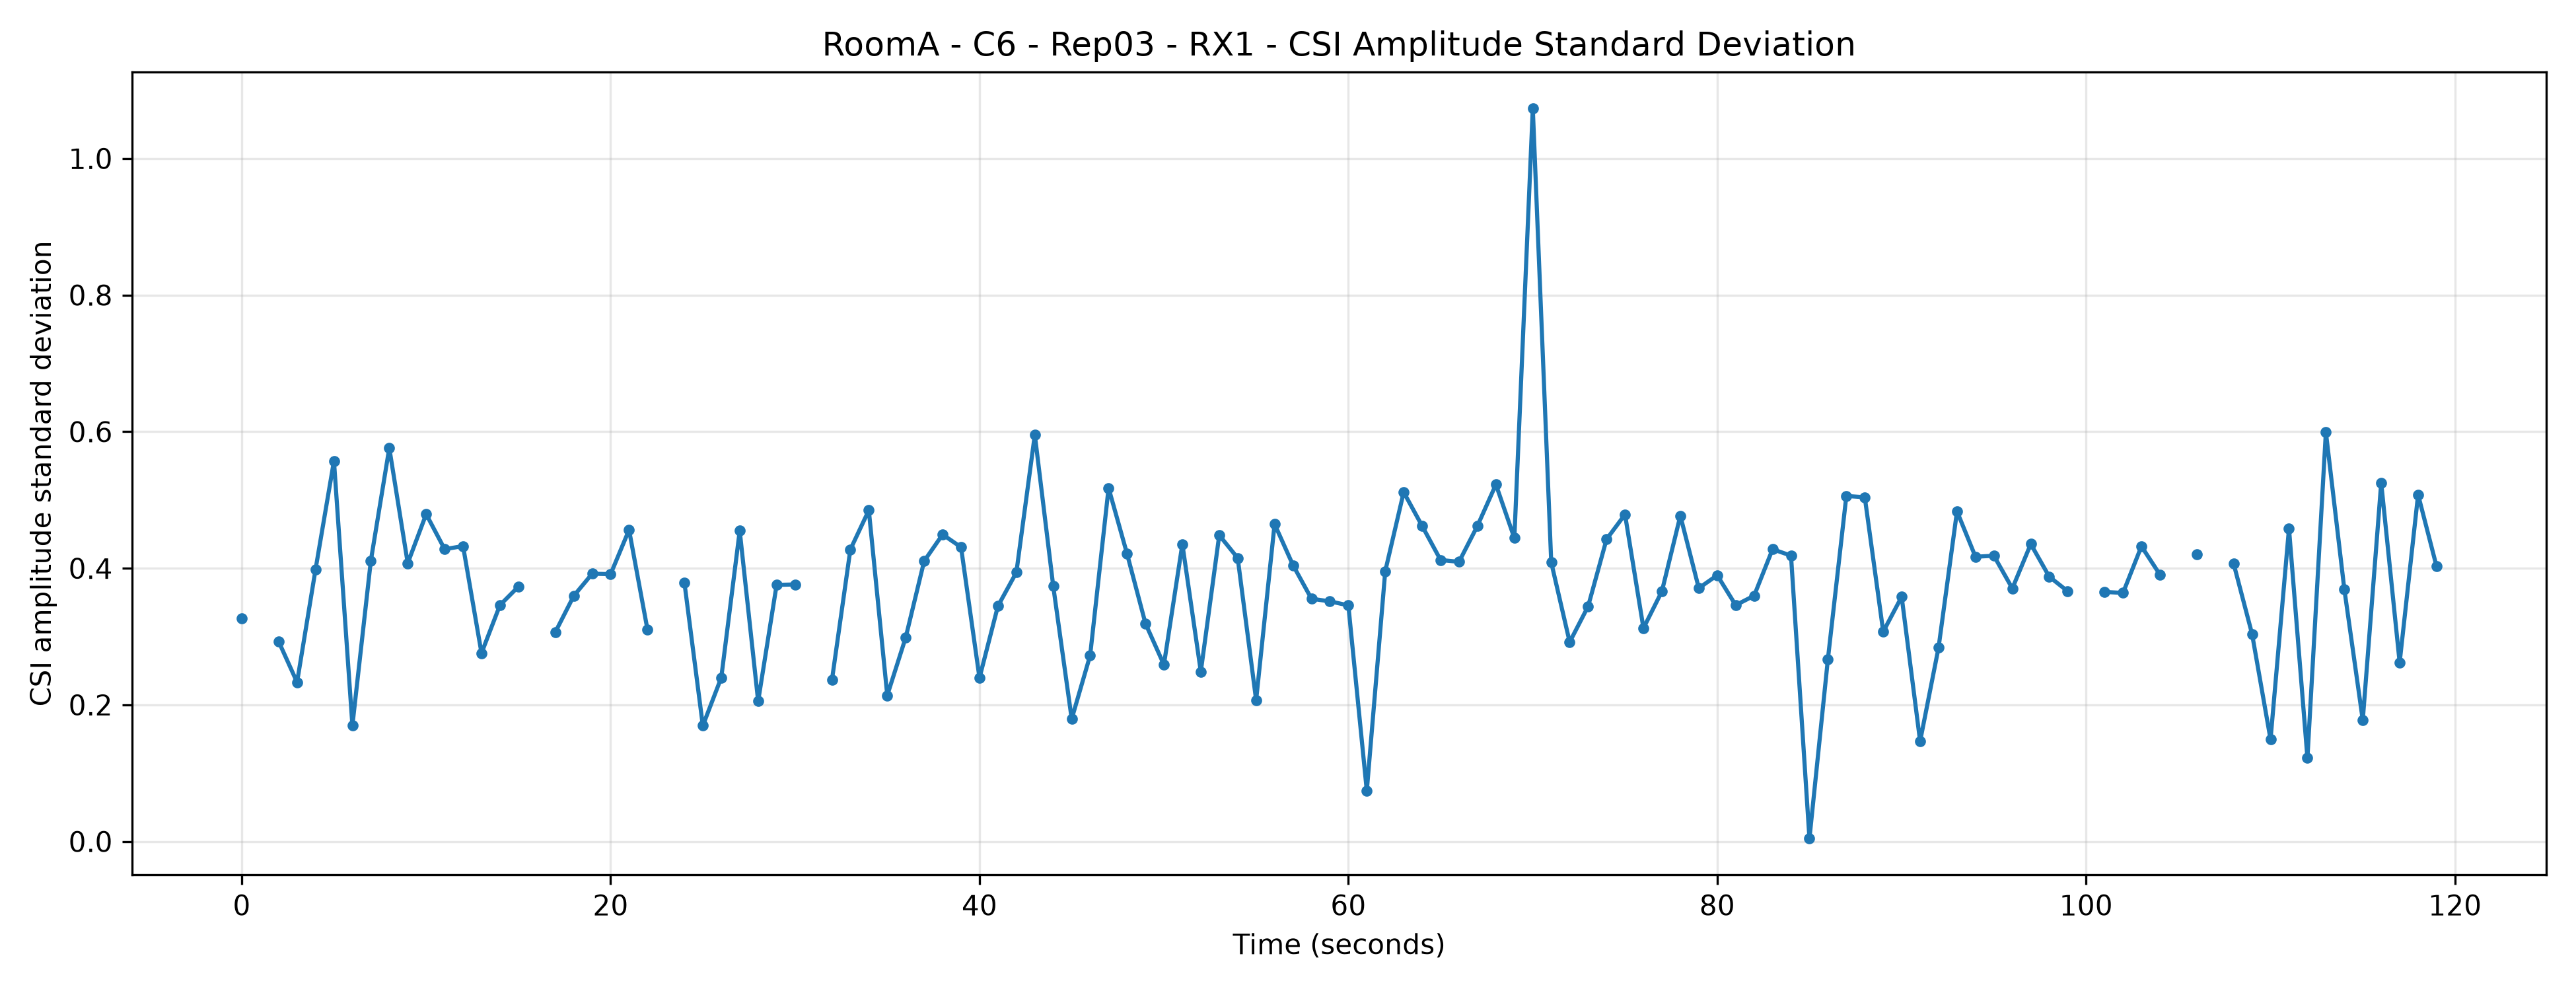 RoomA - C6 - Rep03 - RX1 - CSI Amplitude Standard Deviation
CSI amplitude standard deviation
1.0
0.8
0.6
0.4
0.2
0.0
0 20 40 60 80 100 120
Time (seconds)